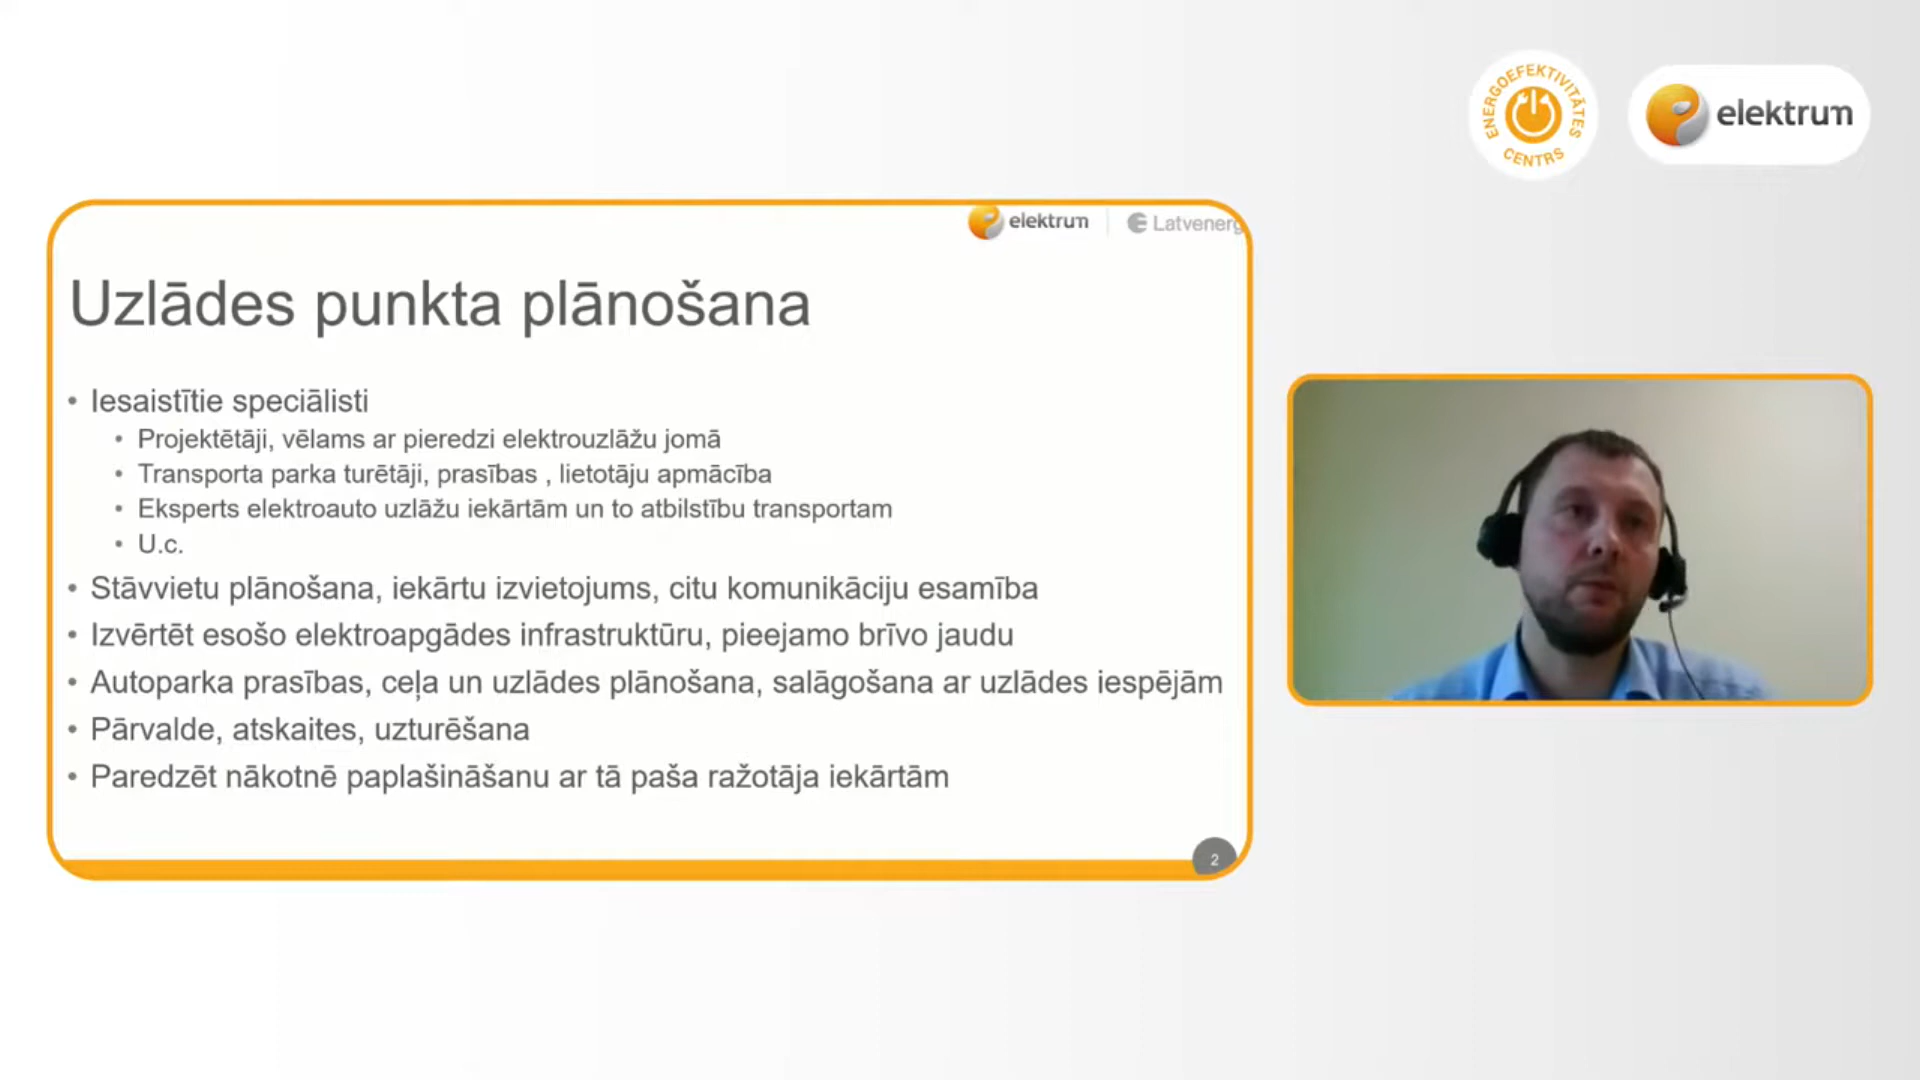 ENERGOEFEKTIVITĀTES
CENTRS
elektrum
elektrum
Uzlādes punkta plānošana
• Iesaistītie speciālisti
• Projektētāji, vēlams ar pieredzi elektrouzlāžu jomā
• Transporta parka turētāji, prasības , lietotāju apmācība
• Eksperts elektroauto uzlāžu iekārtām un to atbilstību transportam
• U.c.
• Stāvvietu plānošana, iekārtu izvietojums, citu komunikāciju esamība
• Izvērtēt esošo elektroapgādes infrastruktūru, pieejamo brīvo jaudu
• Autoparka prasības, ceļa un uzlādes plānošana, salāgošana ar uzlādes iespējām
• Pārvalde, atskaites, uzturēšana
• Paredzēt nākotnē paplašināšanu ar tā paša ražotāja iekārtām
2